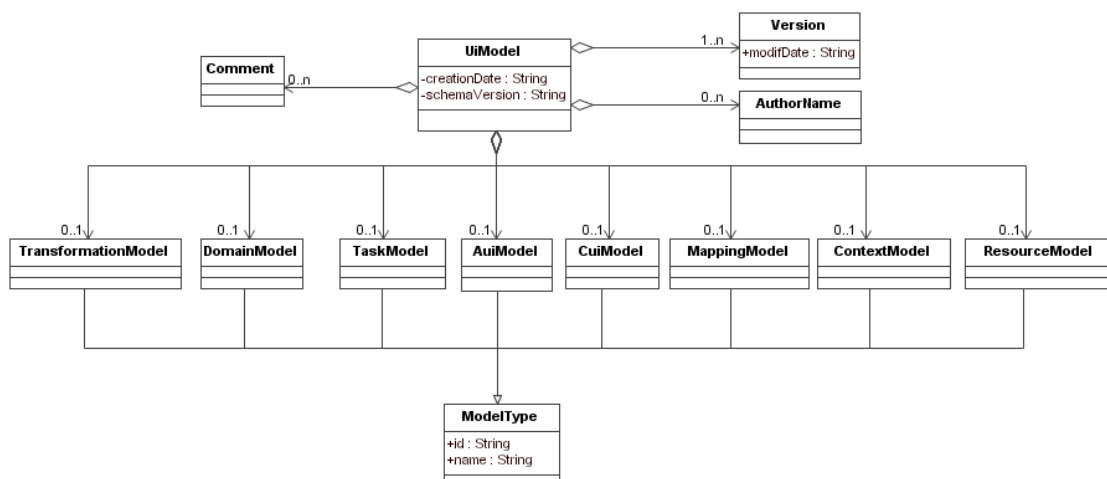 Version
+modifDate : String
1..n
UiModel
-creationDate : String
-schemaVersion : String
Comment
0..n
0..n
AuthorName
0..1 0..1 0..1 0..1 0..1 0..1 0..1 0..1
TransformationModel DomainModel TaskModel AuiModel CuiModel MappingModel ContextModel ResourceModel
ModelType
+id : String
+name : String